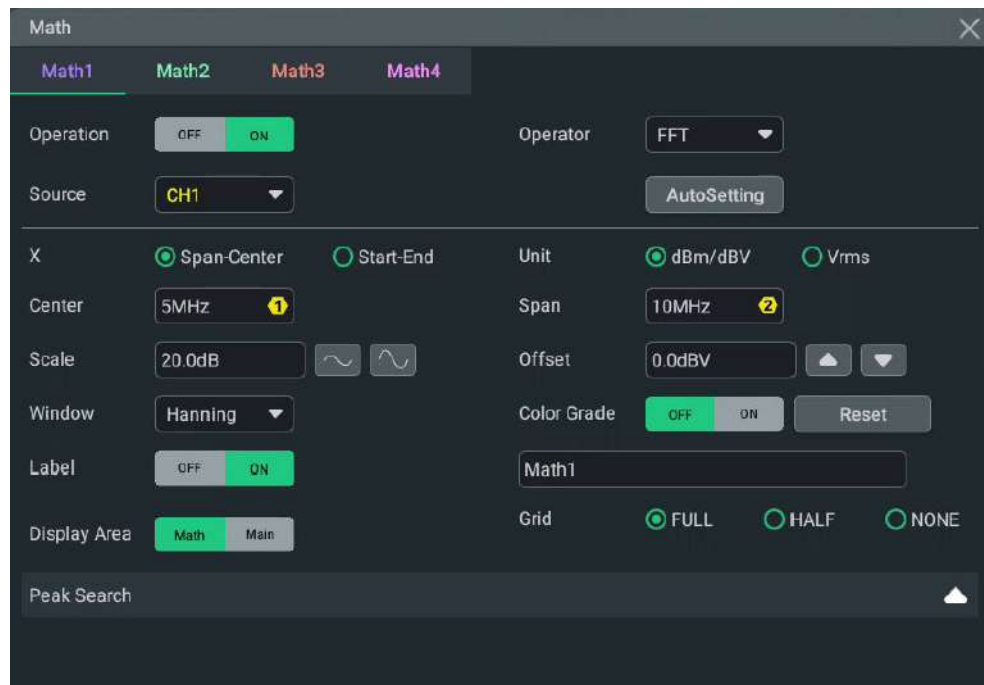 Math
Math1 Math2 Math3 Math4
Operation OFF ON Operator FFT
Source CH1 AutoSetting
X Span-Center Start-End Unit dBm/dBV Vrms
Center 5MHz 1 Span 10MHz 2
Scale 20.0dB Offset 0.0dBV
Window Hanning Color Grade OFF ON Reset
Label OFF ON Math1
Display Area Math Main Grid FULL HALF NONE
Peak Search